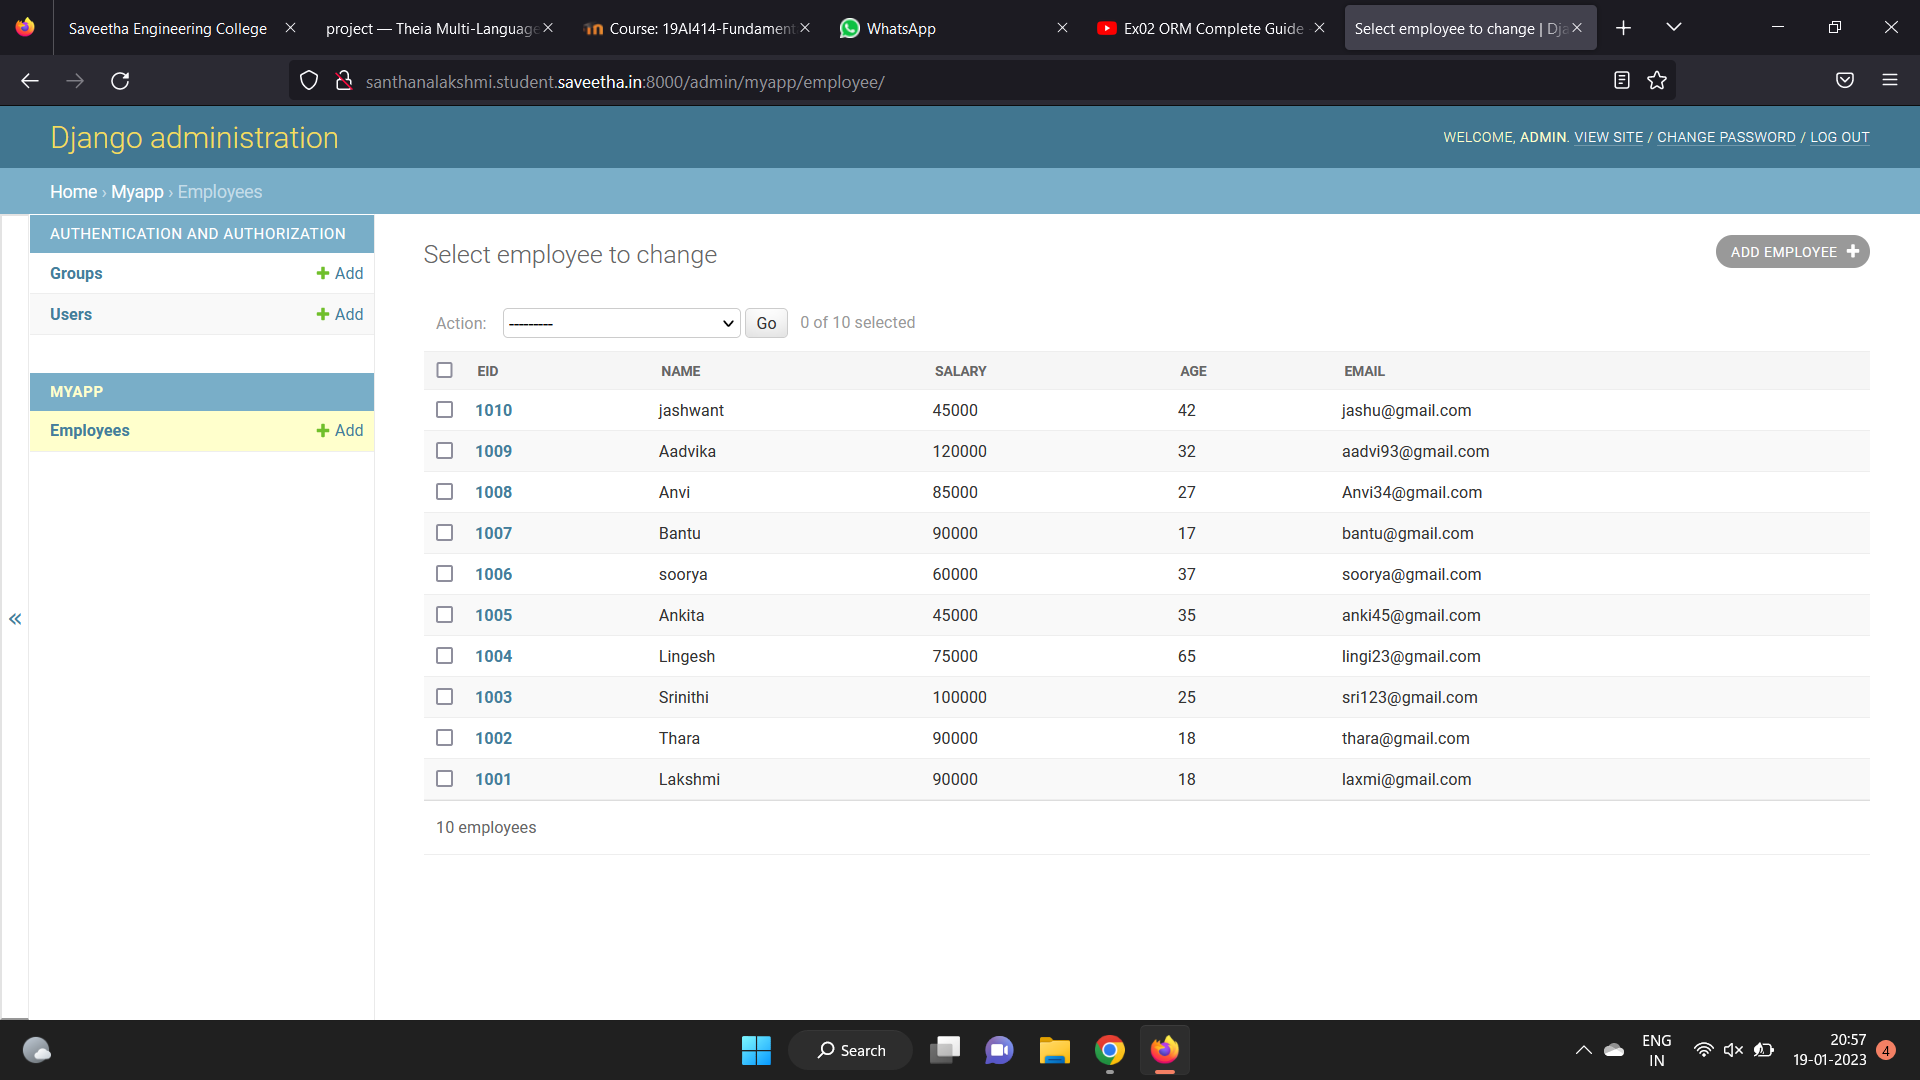 Saveetha Engineering College
project — Theia Multi-Language
Course: 19AI414-Fundament
WhatsApp
Ex02 ORM Complete Guide
Select employee to change | Dja
santhanalakshmi.student.saveetha.in:8000/admin/myapp/employee/
Django administration
WELCOME, ADMIN. VIEW SITE / CHANGE PASSWORD / LOG OUT
Home › Myapp › Employees
AUTHENTICATION AND AUTHORIZATION
Groups + Add
Users + Add
MYAPP
Employees + Add
«
Select employee to change
ADD EMPLOYEE +
Action: --------- Go 0 of 10 selected
EID NAME SALARY AGE EMAIL
1010 jashwant 45000 42 jashu@gmail.com
1009 Aadvika 120000 32 aadvi93@gmail.com
1008 Anvi 85000 27 Anvi34@gmail.com
1007 Bantu 90000 17 bantu@gmail.com
1006 soorya 60000 37 soorya@gmail.com
1005 Ankita 45000 35 anki45@gmail.com
1004 Lingesh 75000 65 lingi23@gmail.com
1003 Srinithi 100000 25 sri123@gmail.com
1002 Thara 90000 18 thara@gmail.com
1001 Lakshmi 90000 18 laxmi@gmail.com
10 employees
Search
ENG
IN
20:57
19-01-2023
4